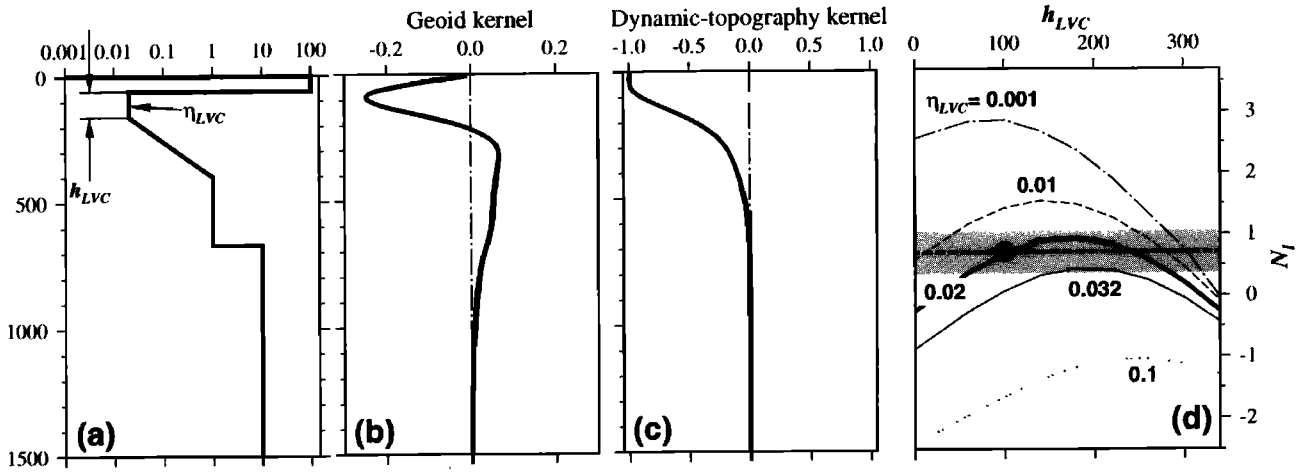 0.001 0.01 0.1 1 10 100
0
500
1000
1500
η_LVC
h_LVC
(a)
Geoid kernel
-0.2 0.0 0.2
(b)
Dynamic-topography kernel
-1.0 -0.5 0.0 0.5 1.0
(c)
h_LVC
0 100 200 300
η_LVC= 0.001
0.01
0.02
0.032
0.1
3
2
1
0
-1
-2
N_l
(d)